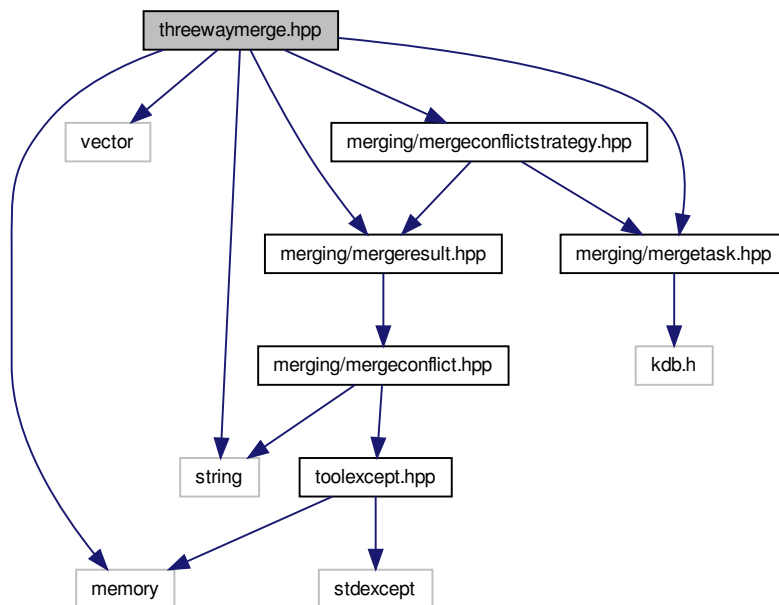 threewaymerge.hpp
vector
merging/mergeconflictstrategy.hpp
merging/mergeresult.hpp
merging/mergetask.hpp
merging/mergeconflict.hpp
kdb.h
string
toolexcept.hpp
memory
stdexcept